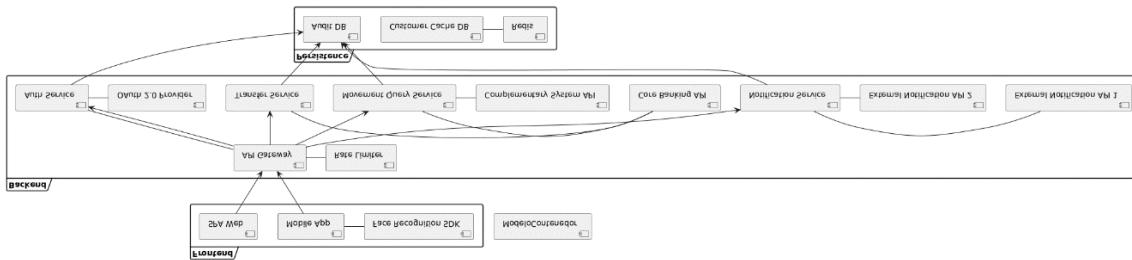 Audit DB
Customer Cache DB
Redis
Persistence
Auth Service
OAuth 2.0 Provider
Transfer Service
Movement Query Service
Complementary System API
Core Banking API
Notification Service
External Notification API 2
External Notification API 1
API Gateway
Rate Limiter
Backend
SPA Web
Mobile App
Face Recognition SDK
ModeloContenedor
Frontend